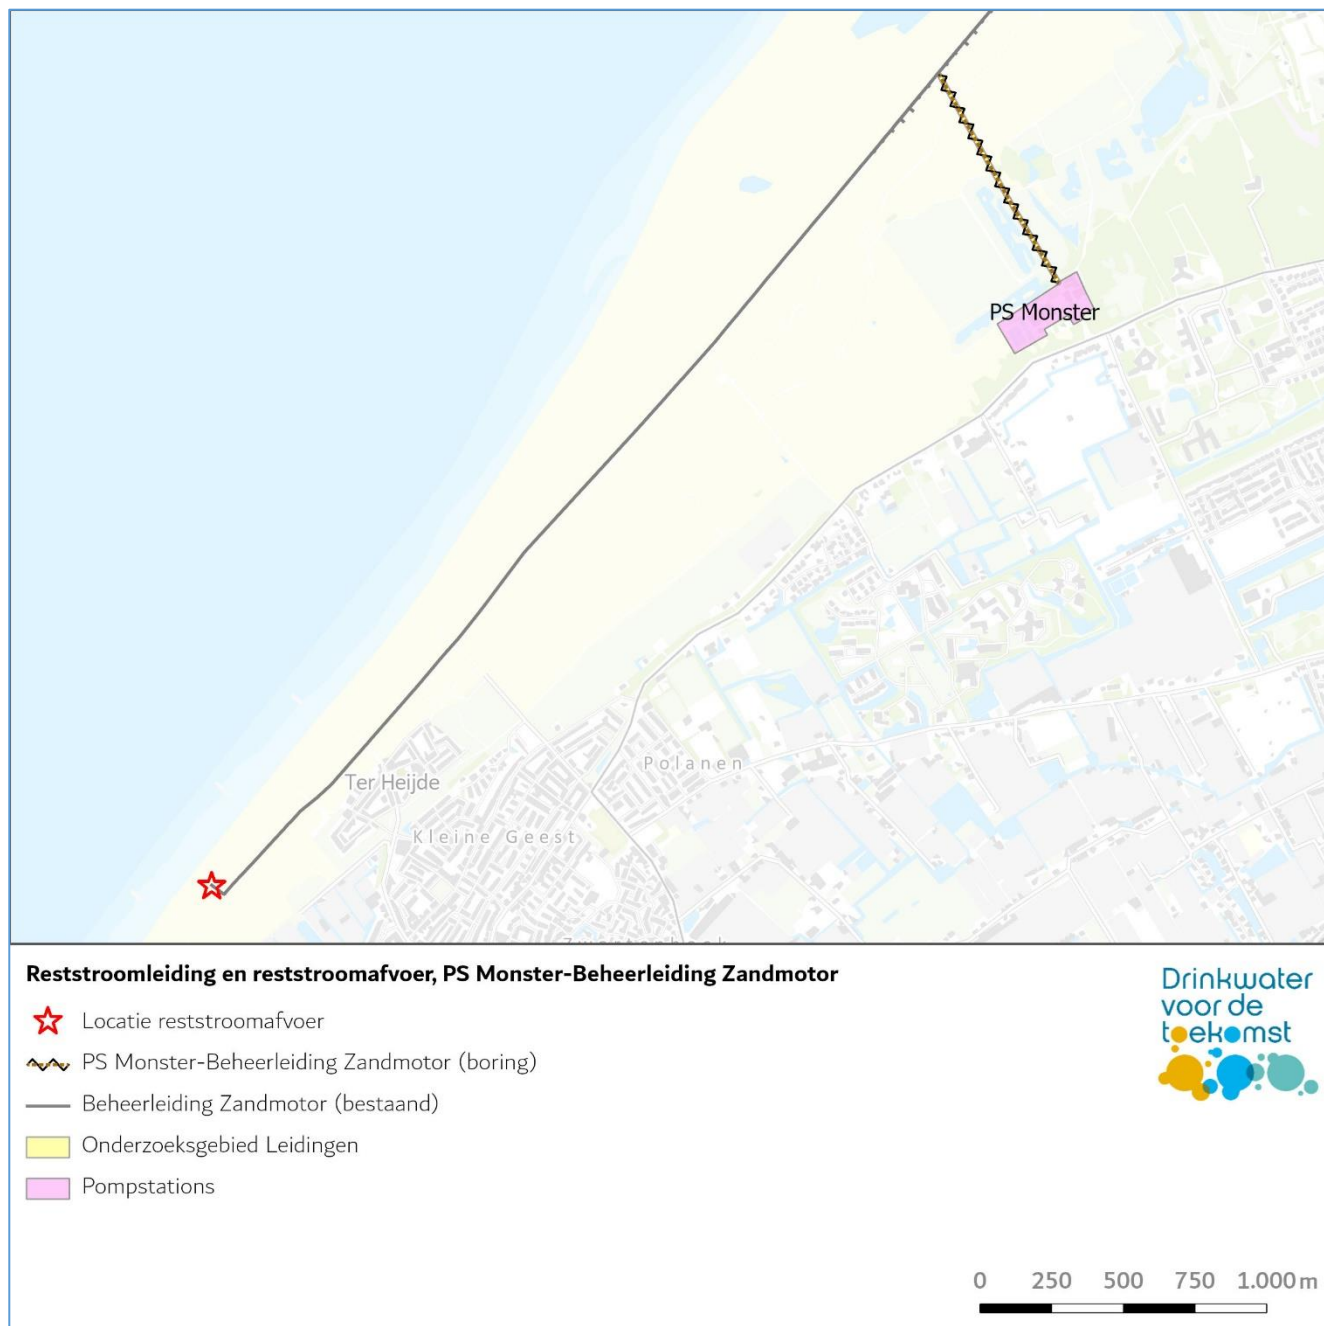 PS Monster
Polanen
Ter Heijde
Kleine Geest
Reststroomleiding en reststroomafvoer, PS Monster-Beheerleiding Zandmotor
Locatie reststroomafvoer
PS Monster-Beheerleiding Zandmotor (boring)
Beheerleiding Zandmotor (bestaand)
Onderzoeksgebied Leidingen
Pompstations
Drinkwater
voor de
toekomst
0 250 500 750 1.000 m